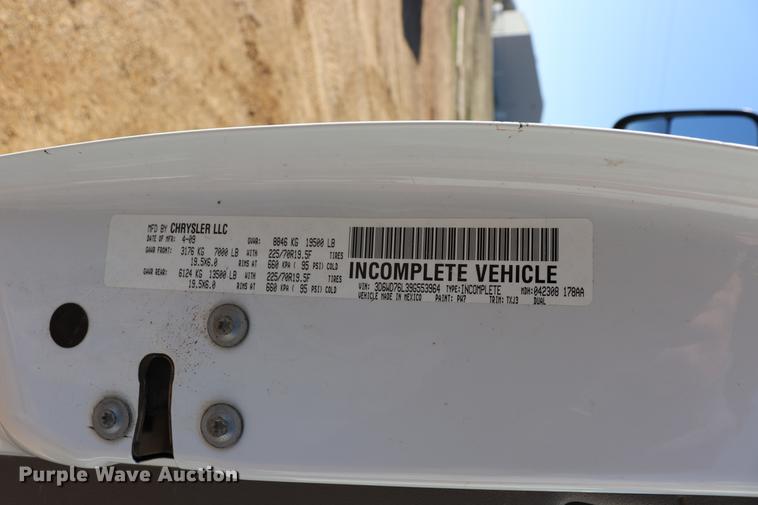 MFD BY CHRYSLER LLC
DATE OF MFR: 4-09 GVWR: 8846 KG 19500 LB
GAWR FRONT: 3176 KG 7000 LB WITH 225/70R19.5F TIRES
19.5X6.0 RIMS AT 660 KPA ( 95 PSI) COLD
GAWR REAR: 6124 KG 13500 LB WITH 225/70R19.5F TIRES
19.5X6.0 RIMS AT 660 KPA ( 95 PSI) COLD
INCOMPLETE VEHICLE
VIN: 3D6WD76L39G553964 TYPE: INCOMPLETE MDH: 042308 178AA
VEHICLE MADE IN MEXICO PAINT: PW7 TRIM: TXJ9 DUAL
Purple Wave Auction